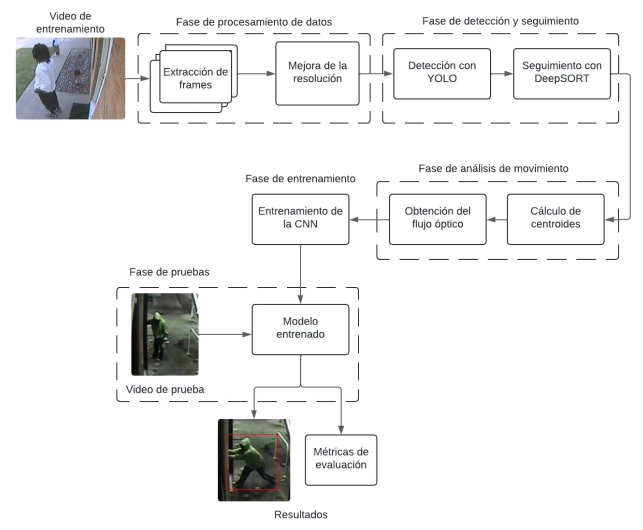 Video de
entrenamiento
Fase de procesamiento de datos
Extracción de
frames
Mejora de la
resolución
Fase de detección y seguimiento
Detección con
YOLO
Seguimiento con
DeepSORT
Fase de análisis de movimiento
Cálculo de
centroides
Obtención del
flujo óptico
Fase de entrenamiento
Entrenamiento de
la CNN
Fase de pruebas
Modelo
entrenado
Video de prueba
Métricas de
evaluación
Resultados